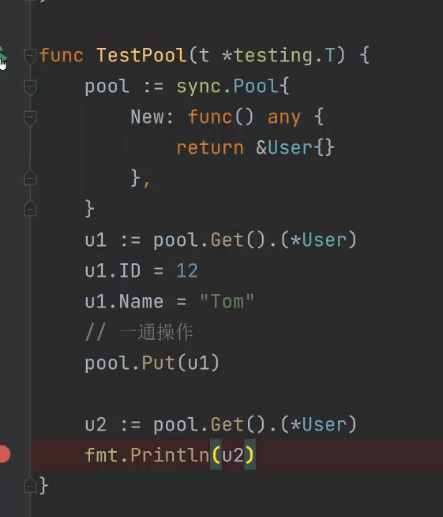 func TestPool(t *testing.T) {
    pool := sync.Pool{
        New: func() any {
            return &User{}
        },
    }
    u1 := pool.Get().(*User)
    u1.ID = 12
    u1.Name = "Tom"
    // 一通操作
    pool.Put(u1)

    u2 := pool.Get().(*User)
    fmt.Println(u2)
}